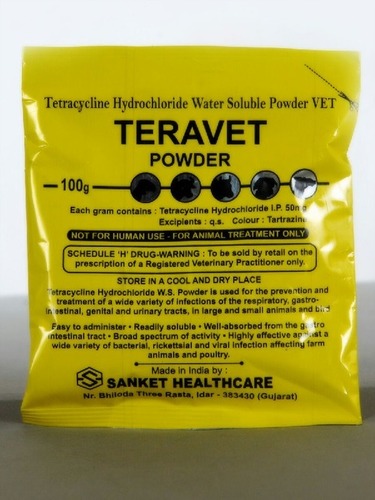 Tetracycline Hydrochloride Water Soluble Powder VET
TERAVET
POWDER
100g
Each gram contains : Tetracycline Hydrochloride I.P. 50mg
Excipients : q.s. Colour : Tartrazine
NOT FOR HUMAN USE - FOR ANIMAL TREATMENT ONLY
SCHEDULE 'H' DRUG-WARNING : To be sold by retail on the
prescription of a Registered Veterinary Practitioner only.
STORE IN A COOL AND DRY PLACE
Tetracycline Hydrochloride W.S. Powder is used for the prevention and
treatment of a wide variety of infections of the respiratory, gastro-
intestinal, genital and urinary tracts, in large and small animals and bird
Easy to administer • Readily soluble • Well-absorbed from the gastro
intestinal tract • Broad spectrum of activity • Highly effective against a
wide variety of bacterial, rickettsial and viral infection affecting farm
animals and poultry.
Made in India by :
SANKET HEALTHCARE
Nr. Bhiloda Three Rasta, Idar - 383430 (Gujarat)